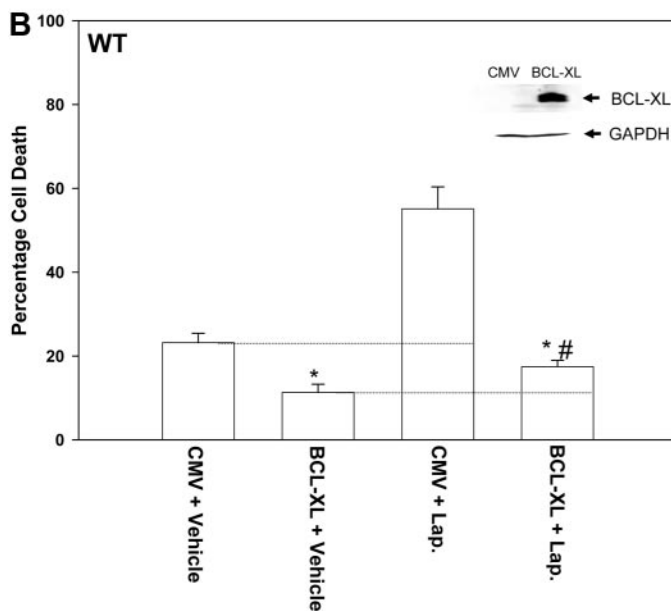 B
WT
100
80
60
40
20
0
Percentage Cell Death
CMV BCL-XL
BCL-XL
GAPDH
*
* #
CMV + Vehicle
BCL-XL + Vehicle
CMV + Lap.
BCL-XL + Lap.